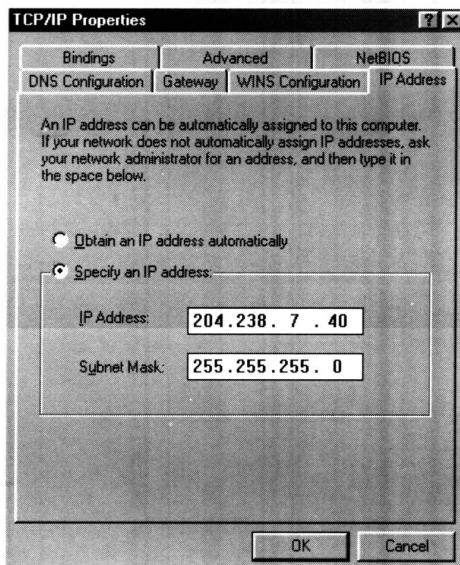 TCP/IP Properties
? X
Bindings Advanced NetBIOS
DNS Configuration Gateway WINS Configuration IP Address
An IP address can be automatically assigned to this computer.
If your network does not automatically assign IP addresses, ask
your network administrator for an address, and then type it in
the space below.
Obtain an IP address automatically
Specify an IP address:
IP Address: 204.238. 7 .40
Subnet Mask: 255.255.255. 0
OK Cancel